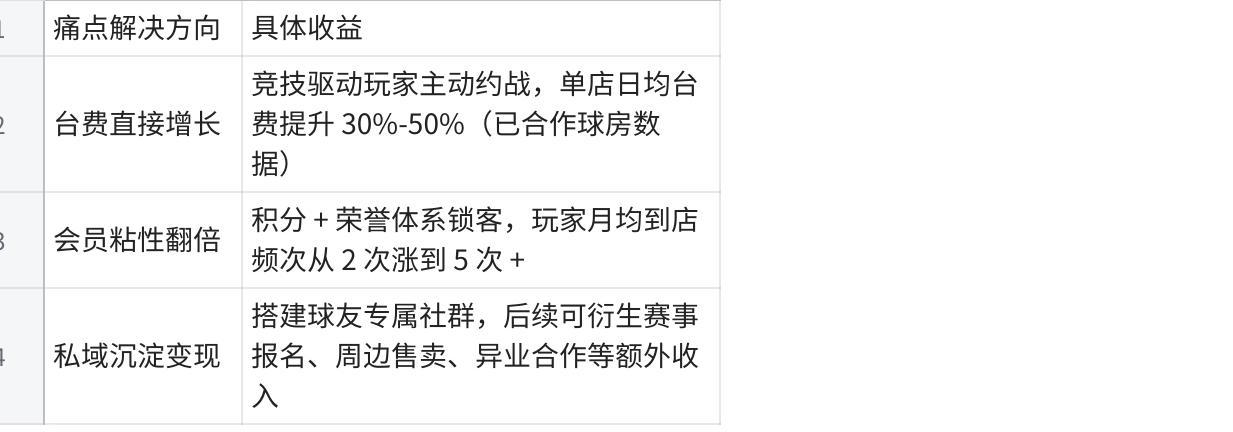 1 痛点解决方向 具体收益
竞技驱动玩家主动约战，单店日均台
2 台费直接增长 费提升 30%-50%（已合作球房数
据）
积分 + 荣誉体系锁客，玩家月均到店
3 会员粘性翻倍
频次从 2 次涨到 5 次 +
搭建球友专属社群，后续可衍生赛事
4 私域沉淀变现 报名、周边售卖、异业合作等额外收
入